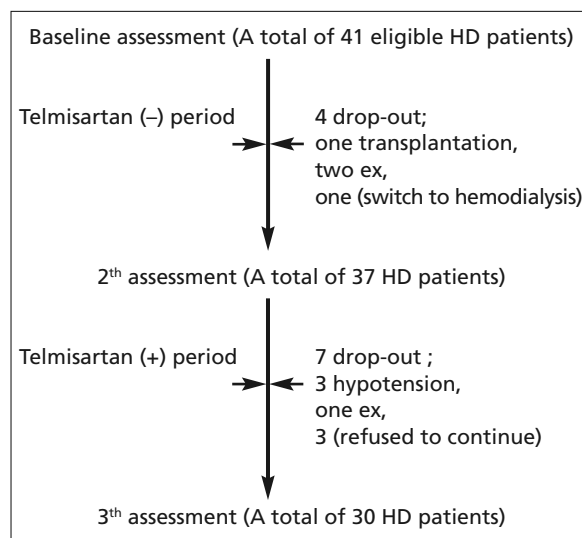 Baseline assessment (A total of 41 eligible HD patients)
Telmisartan (–) period
4 drop-out;
one transplantation,
two ex,
one (switch to hemodialysis)
2th assessment (A total of 37 HD patients)
Telmisartan (+) period
7 drop-out ;
3 hypotension,
one ex,
3 (refused to continue)
3th assessment (A total of 30 HD patients)